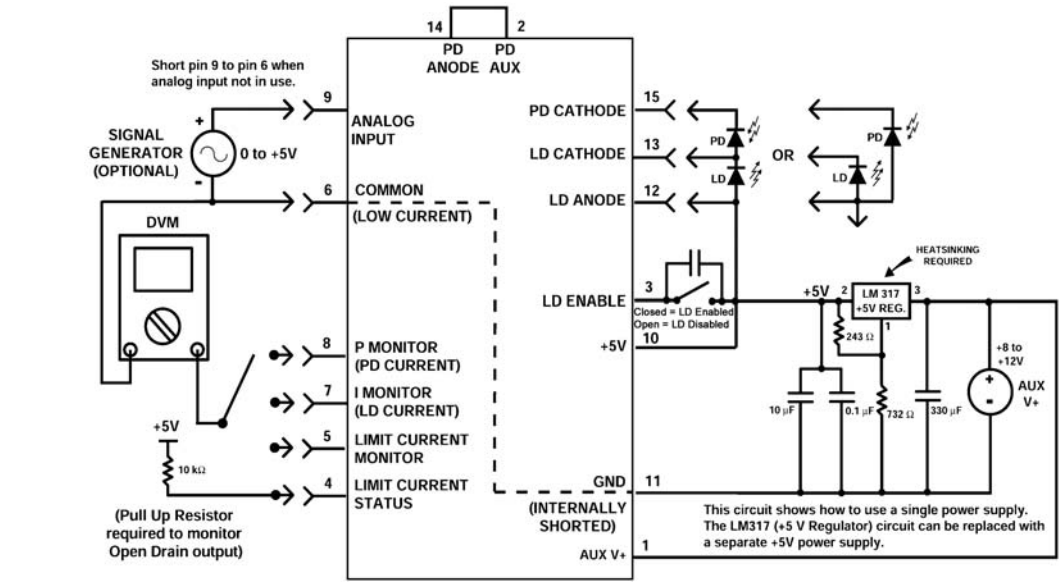 14 2
PD PD
ANODE AUX
Short pin 9 to pin 6 when
analog input not in use.
9
ANALOG
INPUT
+
SIGNAL
GENERATOR
(OPTIONAL)
0 to +5V
-
6
COMMON
(LOW CURRENT)
DVM
8
P MONITOR
(PD CURRENT)
7
I MONITOR
(LD CURRENT)
5
LIMIT CURRENT
MONITOR
4
LIMIT CURRENT
STATUS
+5V
10 kΩ
(Pull Up Resistor
required to monitor
Open Drain output)
PD CATHODE 15
LD CATHODE 13
LD ANODE 12
PD
LD
OR
PD
LD
LD ENABLE 3
Closed = LD Enabled
Open = LD Disabled
+5V 10
HEATSINKING
REQUIRED
+5V
2
LM 317
+5V REG.
3
1
243 Ω
+8 to
+12V
+
-
AUX
V+
10 µF
0.1 µF
732 Ω
330 µF
GND 11
(INTERNALLY
SHORTED)
This circuit shows how to use a single power supply.
The LM317 (+5 V Regulator) circuit can be replaced with
a separate +5V power supply.
AUX V+ 1